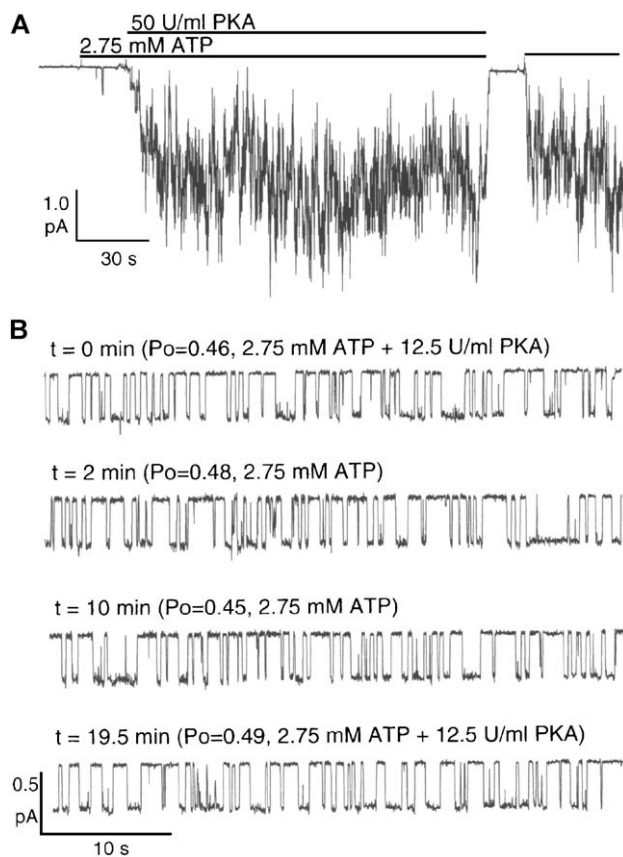 A
50 U/ml PKA
2.75 mM ATP
1.0
pA
30 s
B
t = 0 min (Po=0.46, 2.75 mM ATP + 12.5 U/ml PKA)
t = 2 min (Po=0.48, 2.75 mM ATP)
t = 10 min (Po=0.45, 2.75 mM ATP)
t = 19.5 min (Po=0.49, 2.75 mM ATP + 12.5 U/ml PKA)
0.5
pA
10 s